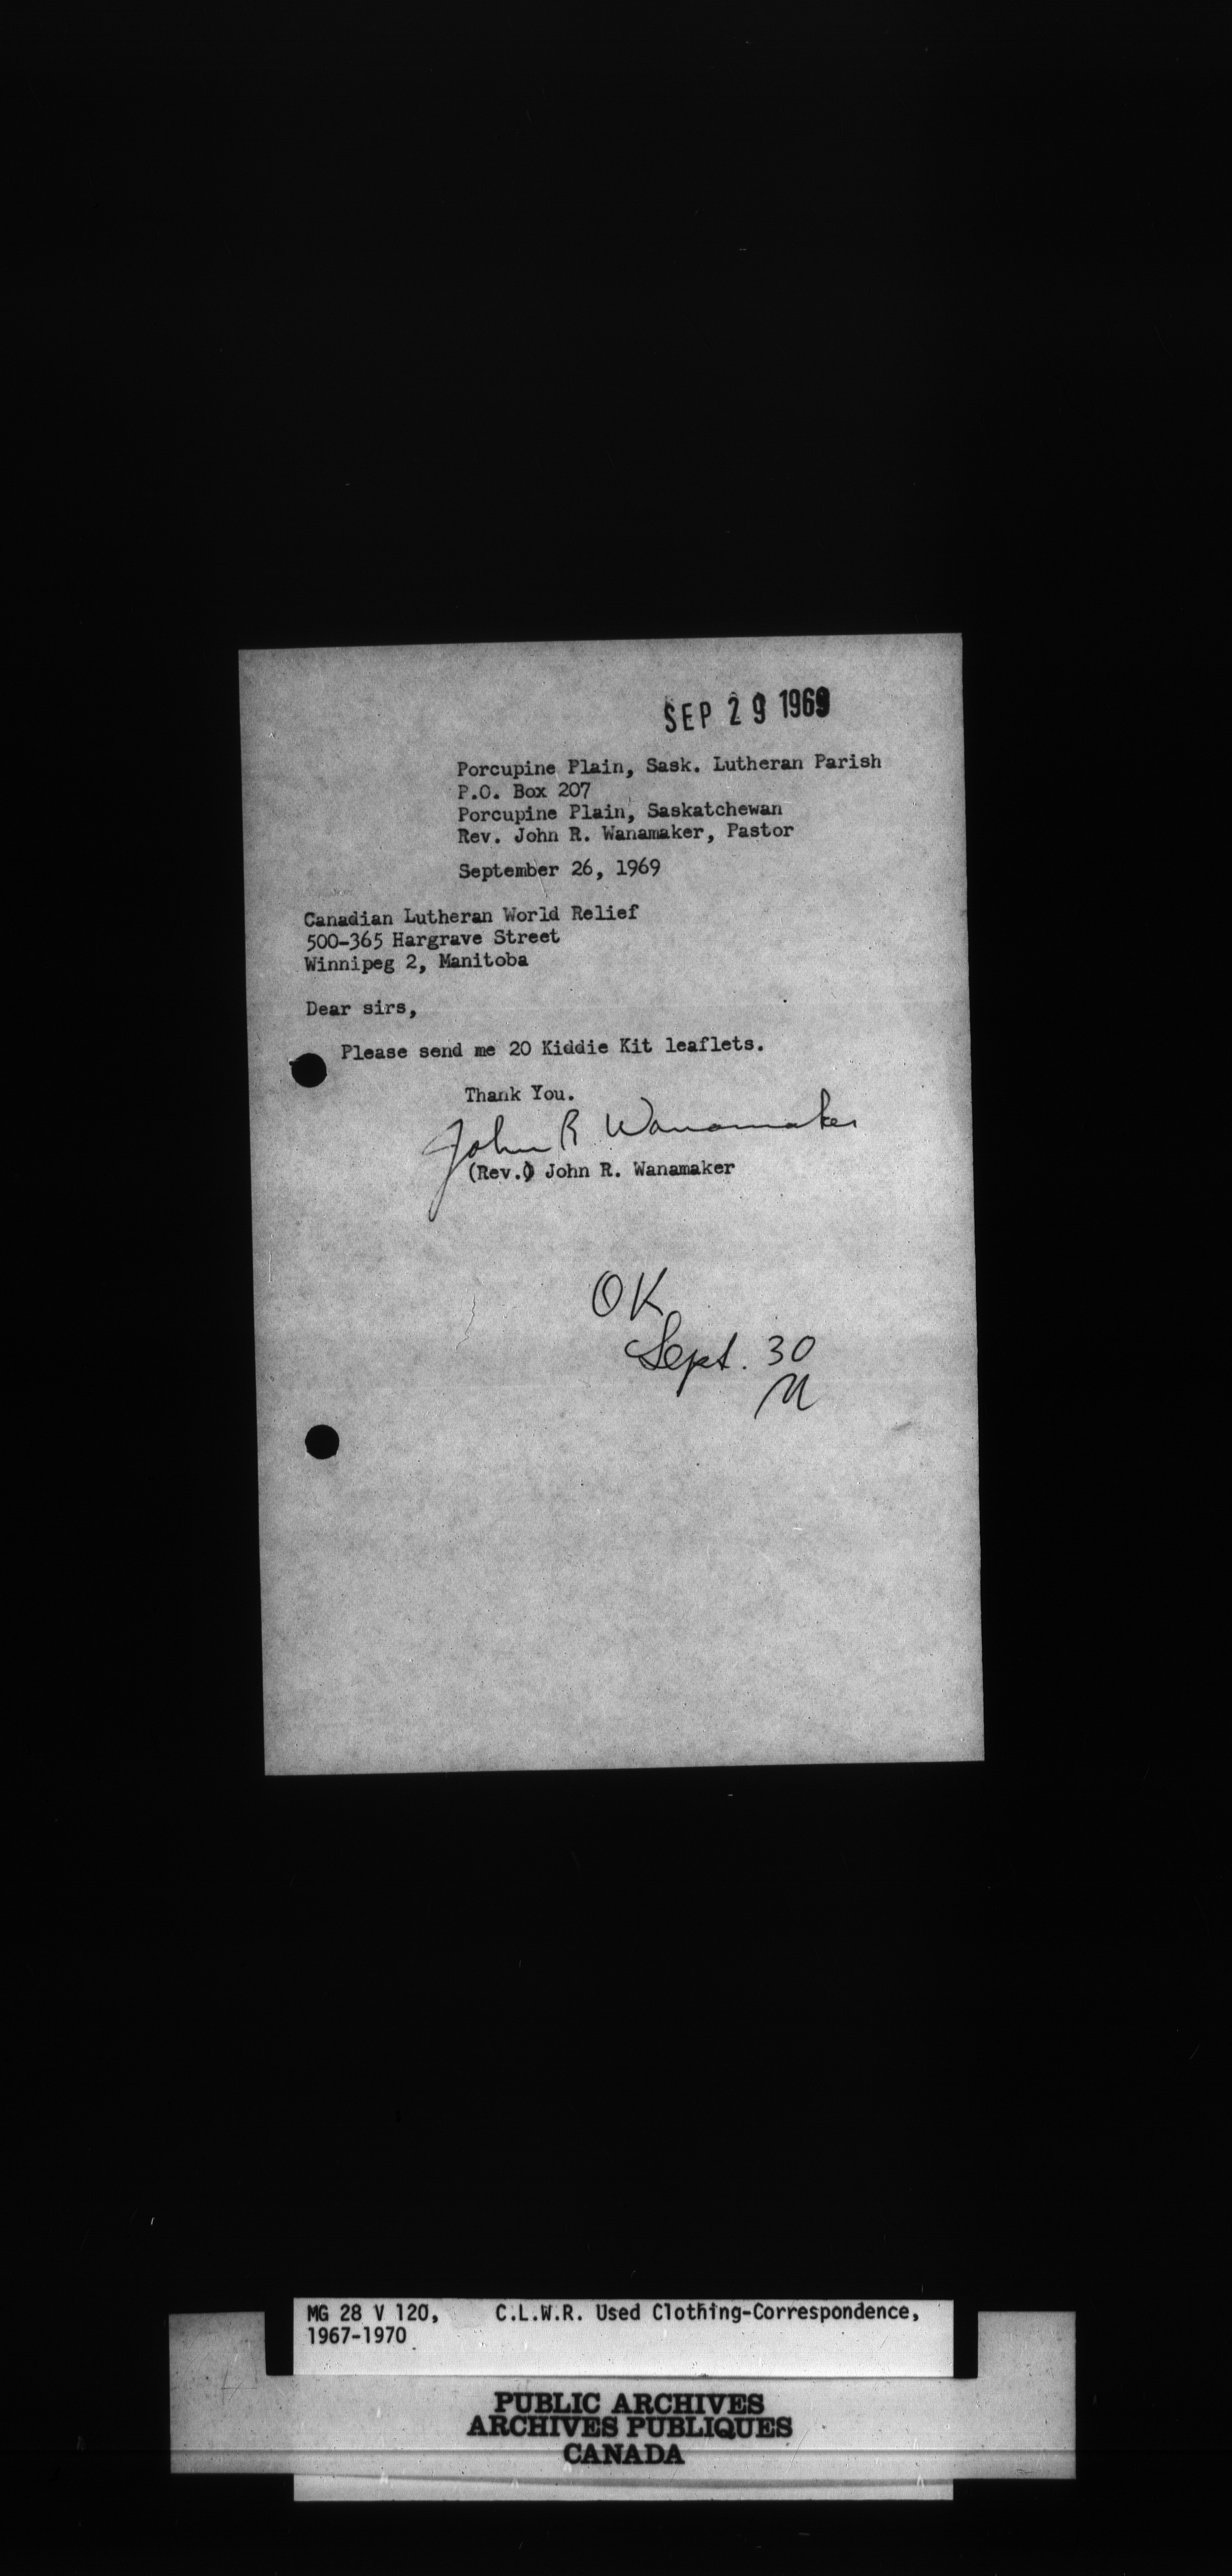 SEP 29 1969
Porcupine Plain, Sask. Lutheran Parish
P.O. Box 207
Porcupine Plain, Saskatchewan
Rev. John R. Wanamaker, Pastor
September 26, 1969
Canadian Lutheran World Relief
500-365 Hargrave Street
Winnipeg 2, Manitoba
Dear sirs,
Please send me 20 Kiddie Kit leaflets.
Thank You.
John R Wanamaker
(Rev.) John R. Wanamaker
OK
Sept. 30
MG 28 V 120, C.L.W.R. Used Clothing-Correspondence,
1967-1970
PUBLIC ARCHIVES
ARCHIVES PUBLIQUES
CANADA